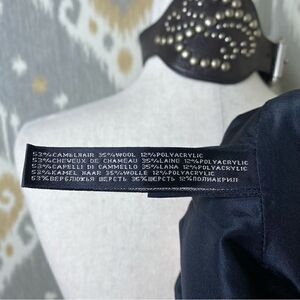 53%CAMELHAIR 35%WOOL 12%POLYACRYLIC
53%CHEVEUX DE CHAMEAU 35%LAINE 12%POLYACRYLIC
53%CAPELLI DI CAMMELLO 35%LANA 12%POLYACRYLIC
53%KAMEL HAAR 35%WOLLE 12%POLYACRYLIC
53%ВЕРБЛЮЖЬЯ ШЕРСТЬ 35%ШЕРСТЬ 12%ПОЛИАКРИЛ